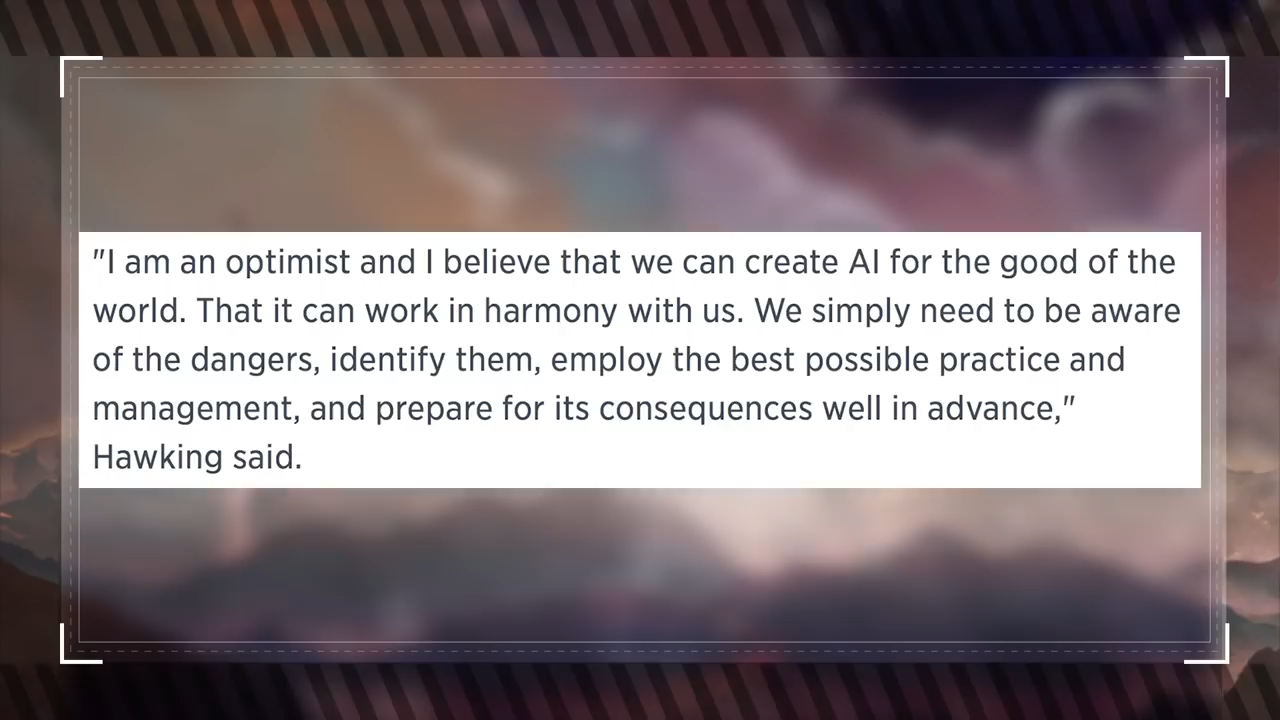 "I am an optimist and I believe that we can create AI for the good of the
world. That it can work in harmony with us. We simply need to be aware
of the dangers, identify them, employ the best possible practice and
management, and prepare for its consequences well in advance,"
Hawking said.